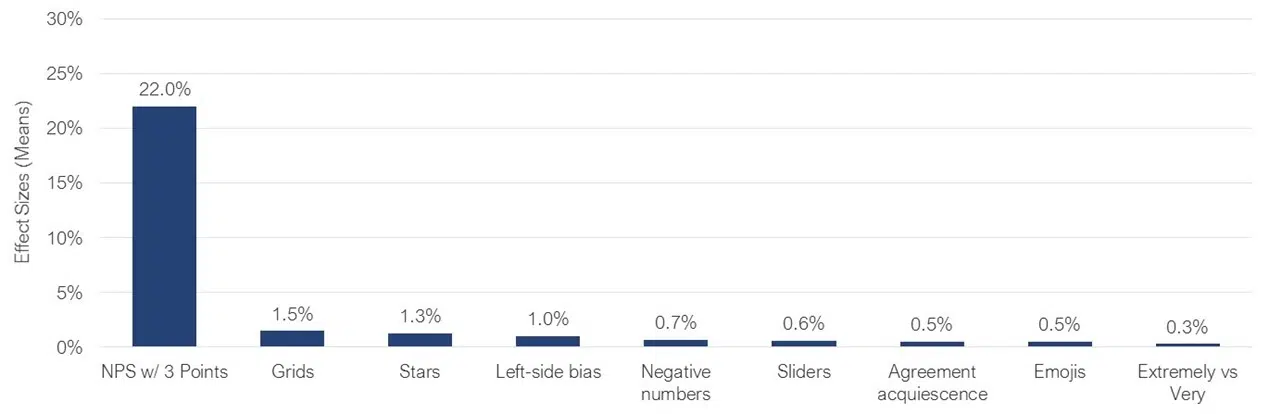 30%
25%
20%
15%
10%
5%
0%
Effect Sizes (Means)
22.0%
1.5%
1.3%
1.0%
0.7%
0.6%
0.5%
0.5%
0.3%
NPS w/ 3 Points
Grids
Stars
Left-side bias
Negative
numbers
Sliders
Agreement
acquiescence
Emojis
Extremely vs
Very